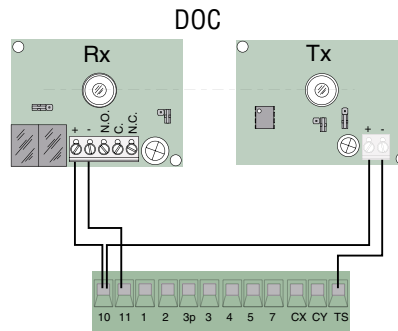 DOC
Rx
Tx
+ - N.O. C. N.C.
+ -
10 11 1 2 3p 3 4 5 7 CX CY TS